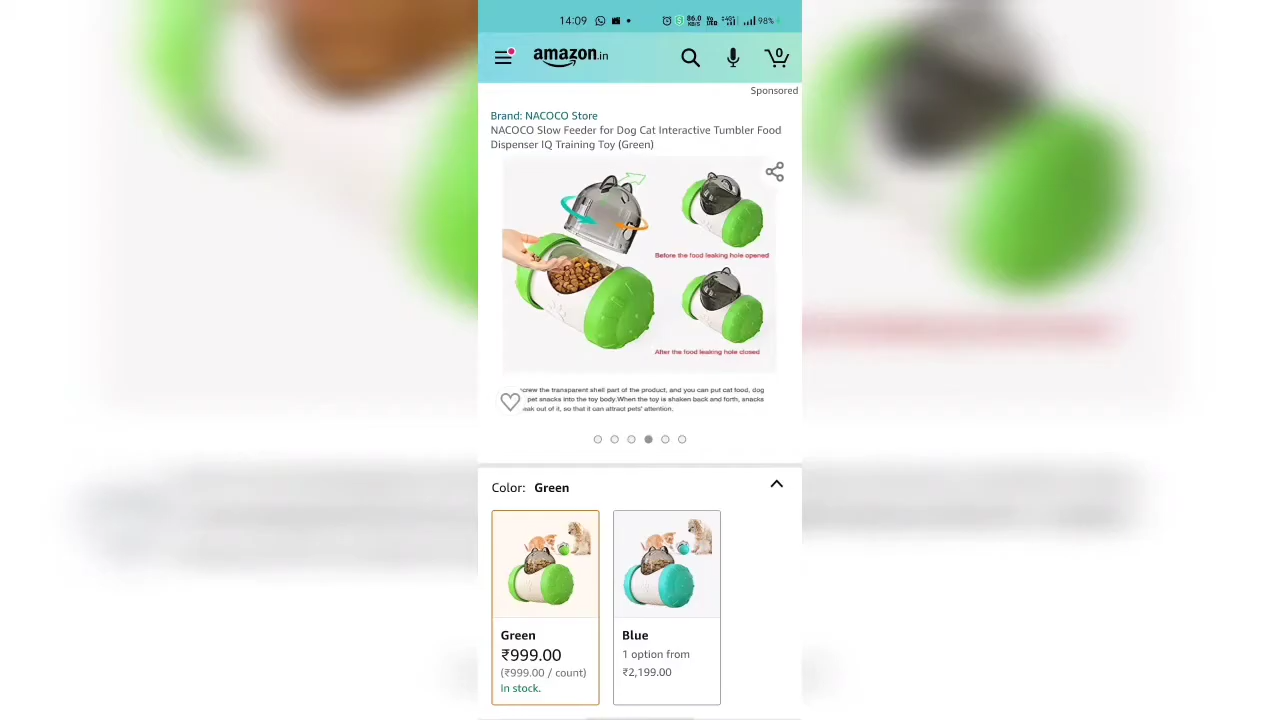 14:09 86.0 KB/S 98%
amazon.in 0
Sponsored
Brand: NACOCO Store
NACOCO Slow Feeder for Dog Cat Interactive Tumbler Food
Dispenser IQ Training Toy (Green)
Before the food leaking hole opened
After the food leaking hole closed
the transparent shell part of the product, and you can put cat food, dog
pet snacks into the toy body.When the toy is shaken back and forth, snacks
out of it, so that it can attract pets' attention.
Color: Green
Green
₹999.00
(₹999.00 / count)
In stock.
Blue
1 option from
₹2,199.00